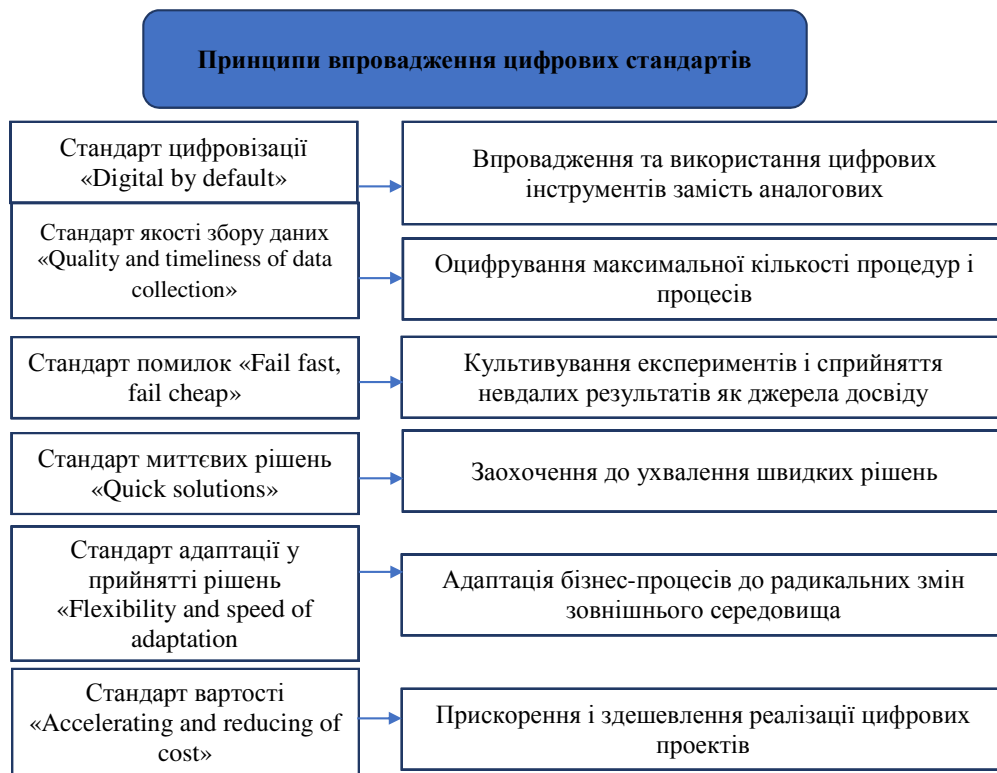 Принципи впровадження цифрових стандартів
Стандарт цифровізації
«Digital by default»
Впровадження та використання цифрових
інструментів замість аналогових
Стандарт якості збору даних
«Quality and timeliness of data
collection»
Оцифрування максимальної кількості процедур і
процесів
Стандарт помилок «Fail fast,
fail cheap»
Культивування експериментів і сприйняття
невдалих результатів як джерела досвіду
Стандарт миттєвих рішень
«Quick solutions»
Заохочення до ухвалення швидких рішень
Стандарт адаптації у
прийнятті рішень
«Flexibility and speed of
adaptation
Адаптація бізнес-процесів до радикальних змін
зовнішнього середовища
Стандарт вартості
«Accelerating and reducing of
cost»
Прискорення і здешевлення реалізації цифрових
проектів